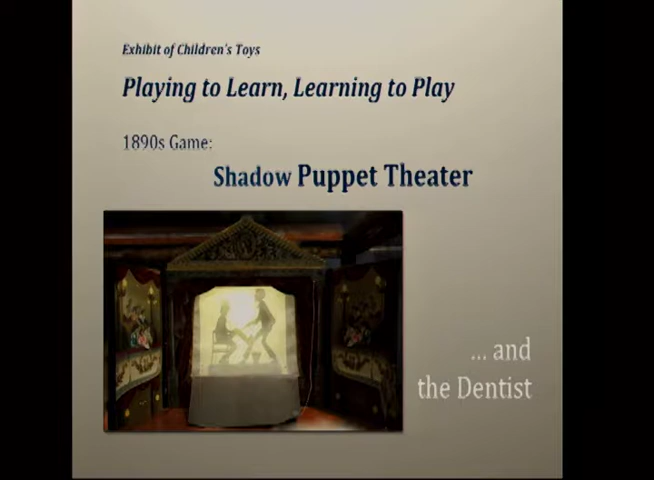 Exhibit of Children's Toys
Playing to Learn, Learning to Play
1890s Game:
Shadow Puppet Theater
... and
the Dentist